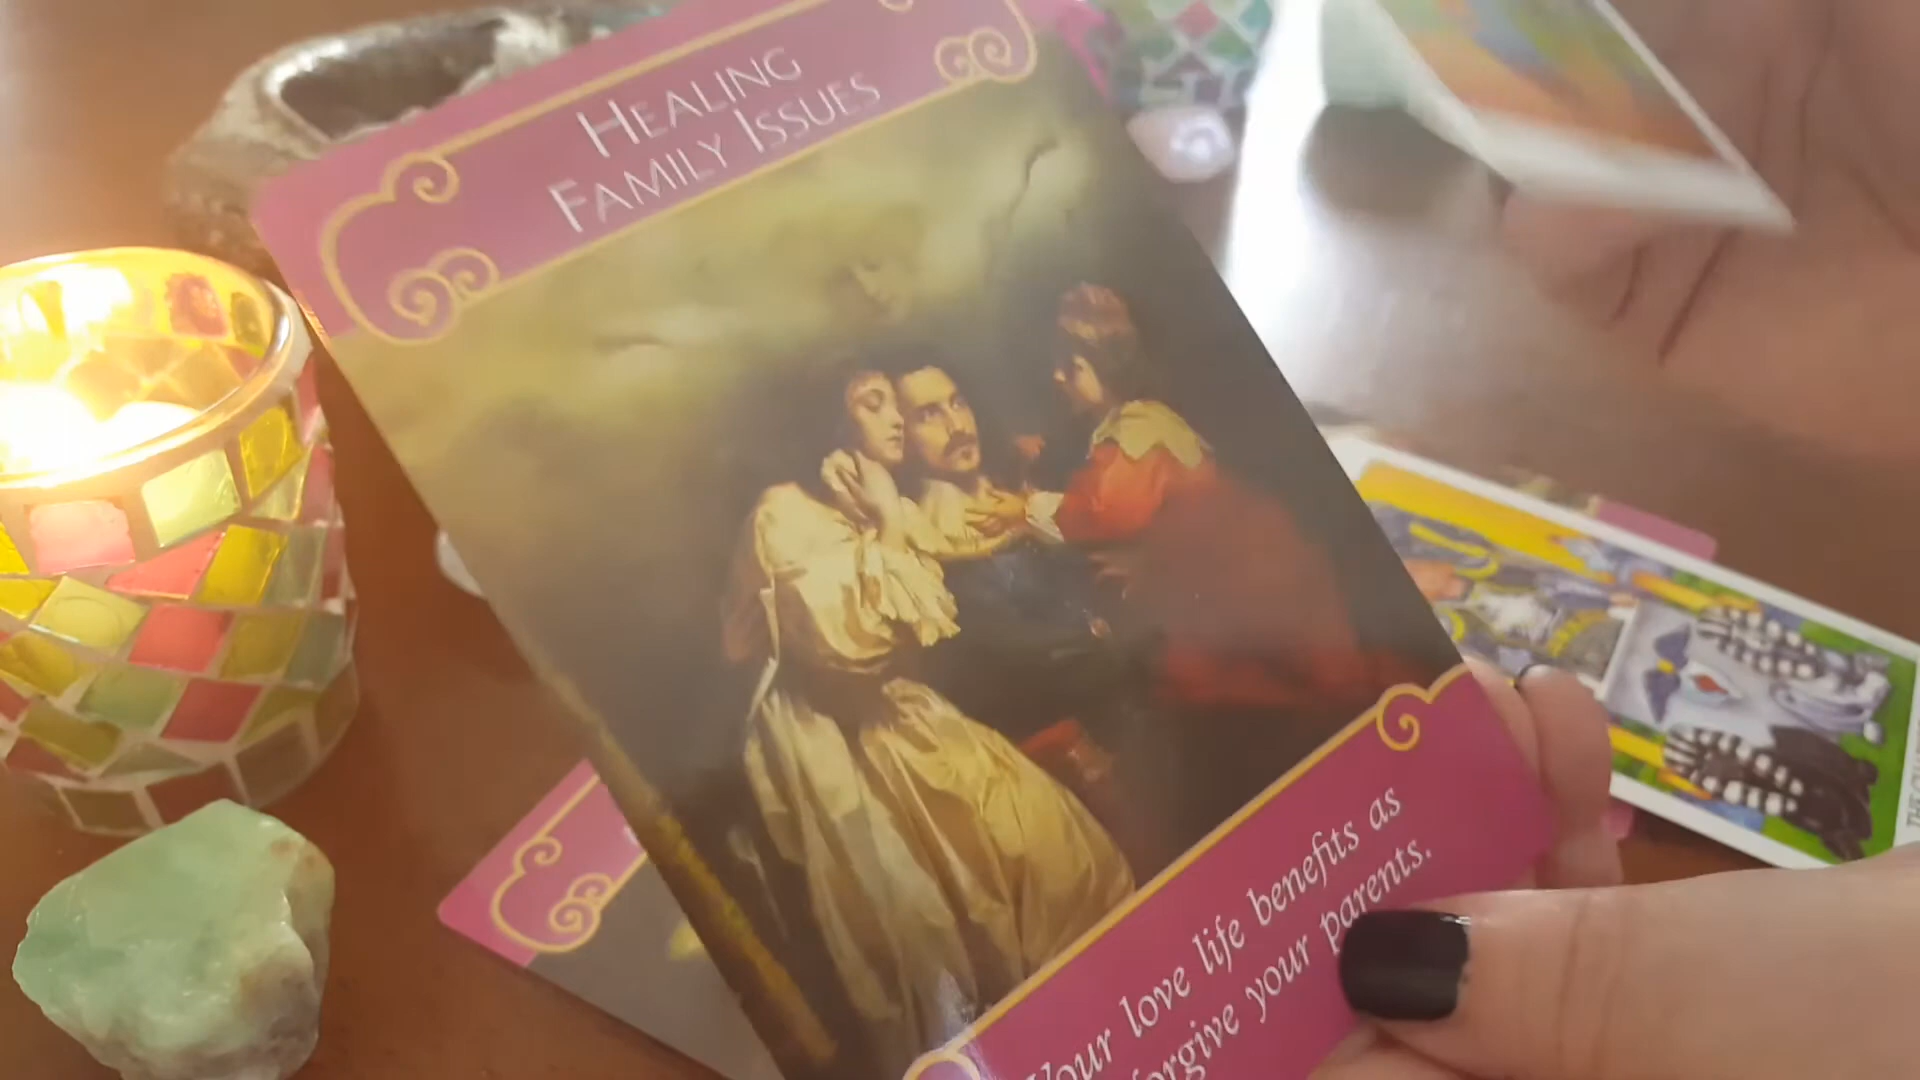 HEALING
FAMILY ISSUES
Your love life benefits as
forgive your parents.